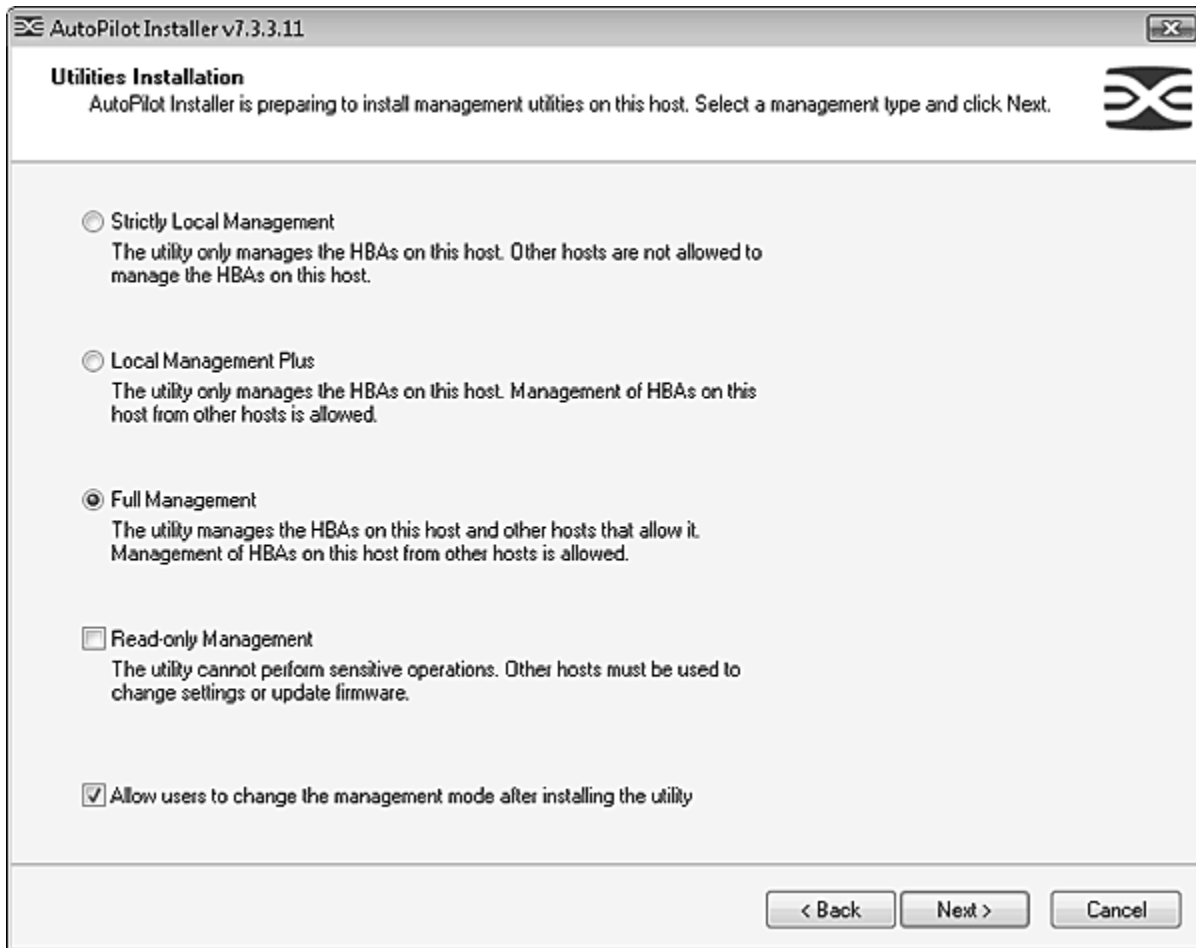 AutoPilot Installer v7.3.3.11
Utilities Installation
AutoPilot Installer is preparing to install management utilities on this host. Select a management type and click Next.
Strictly Local Management
The utility only manages the HBAs on this host. Other hosts are not allowed to
manage the HBAs on this host.
Local Management Plus
The utility only manages the HBAs on this host. Management of HBAs on this
host from other hosts is allowed.
Full Management
The utility manages the HBAs on this host and other hosts that allow it.
Management of HBAs on this host from other hosts is allowed.
Read-only Management
The utility cannot perform sensitive operations. Other hosts must be used to
change settings or update firmware.
Allow users to change the management mode after installing the utility
< Back Next > Cancel